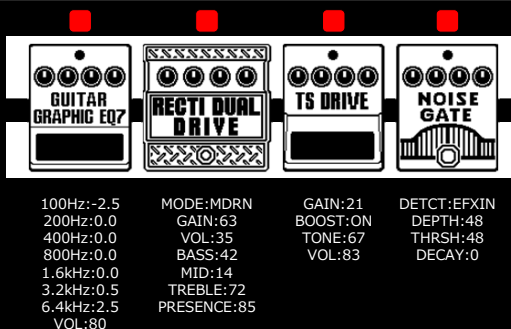 GUITAR
GRAPHIC EQ7
RECTI DUAL
DRIVE
TS DRIVE
NOISE
GATE
100Hz:-2.5
200Hz:0.0
400Hz:0.0
800Hz:0.0
1.6kHz:0.0
3.2kHz:0.5
6.4kHz:2.5
VOL:80
MODE:MDRN
GAIN:63
VOL:35
BASS:42
MID:14
TREBLE:72
PRESENCE:85
GAIN:21
BOOST:ON
TONE:67
VOL:83
DETCT:EFXIN
DEPTH:48
THRSH:48
DECAY:0